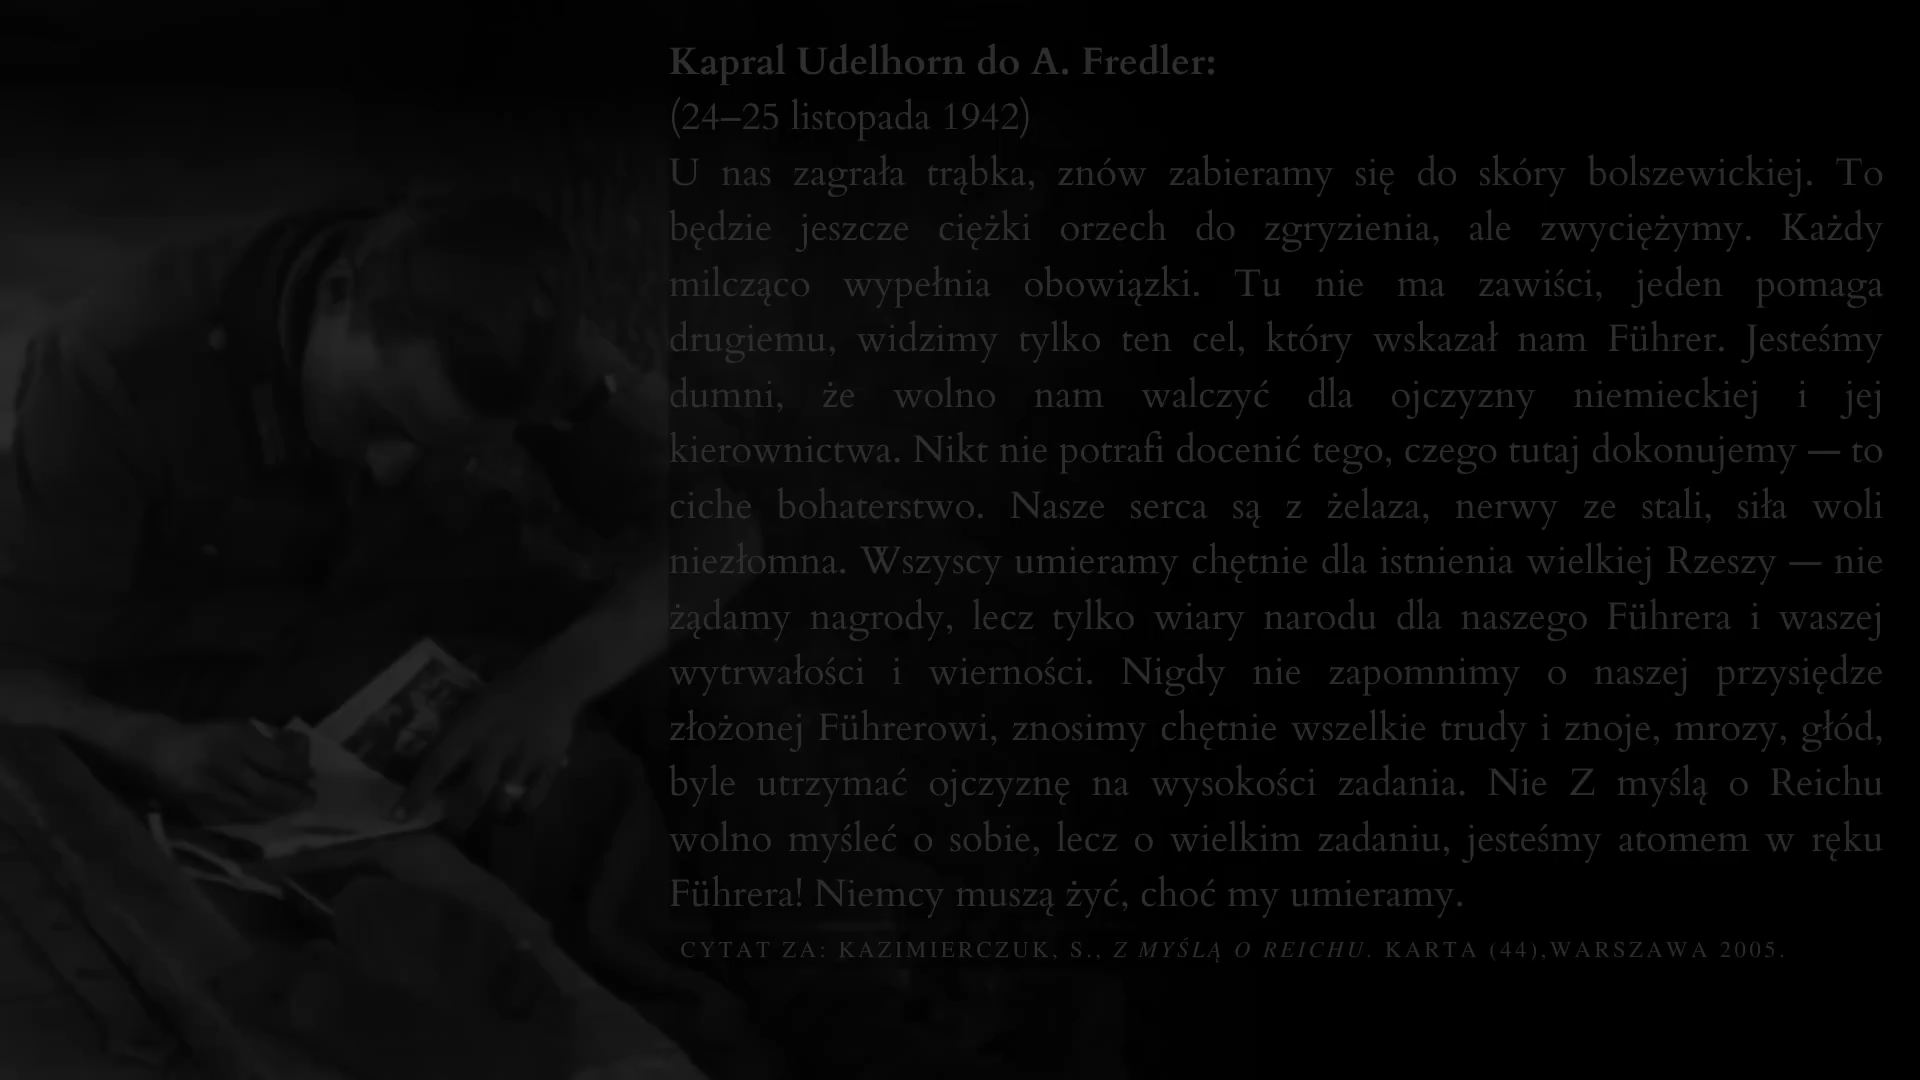 Kapral Udelhorn do A. Fredler:
(24–25 listopada 1942)
U nas zagrała trąbka, znów zabieramy się do skóry bolszewickiej. To
będzie jeszcze ciężki orzech do zgryzienia, ale zwyciężymy. Każdy
milcząco wypełnia obowiązki. Tu nie ma zawiści, jeden pomaga
drugiemu, widzimy tylko ten cel, który wskazał nam Führer. Jesteśmy
dumni, że wolno nam walczyć dla ojczyzny niemieckiej i jej
kierownictwa. Nikt nie potrafi docenić tego, czego tutaj dokonujemy — to
ciche bohaterstwo. Nasze serca są z żelaza, nerwy ze stali, siła woli
niezłomna. Wszyscy umieramy chętnie dla istnienia wielkiej Rzeszy — nie
żądamy nagrody, lecz tylko wiary narodu dla naszego Führera i waszej
wytrwałości i wierności. Nigdy nie zapomnimy o naszej przysiędze
złożonej Führerowi, znosimy chętnie wszelkie trudy i znoje, mrozy, głód,
byle utrzymać ojczyznę na wysokości zadania. Nie Z myślą o Reichu
wolno myśleć o sobie, lecz o wielkim zadaniu, jesteśmy atomem w ręku
Führera! Niemcy muszą żyć, choć my umieramy.
CYTAT ZA: KAZIMIERCZUK, S., Z MYŚLĄ O REICHU. KARTA (44),WARSZAWA 2005.